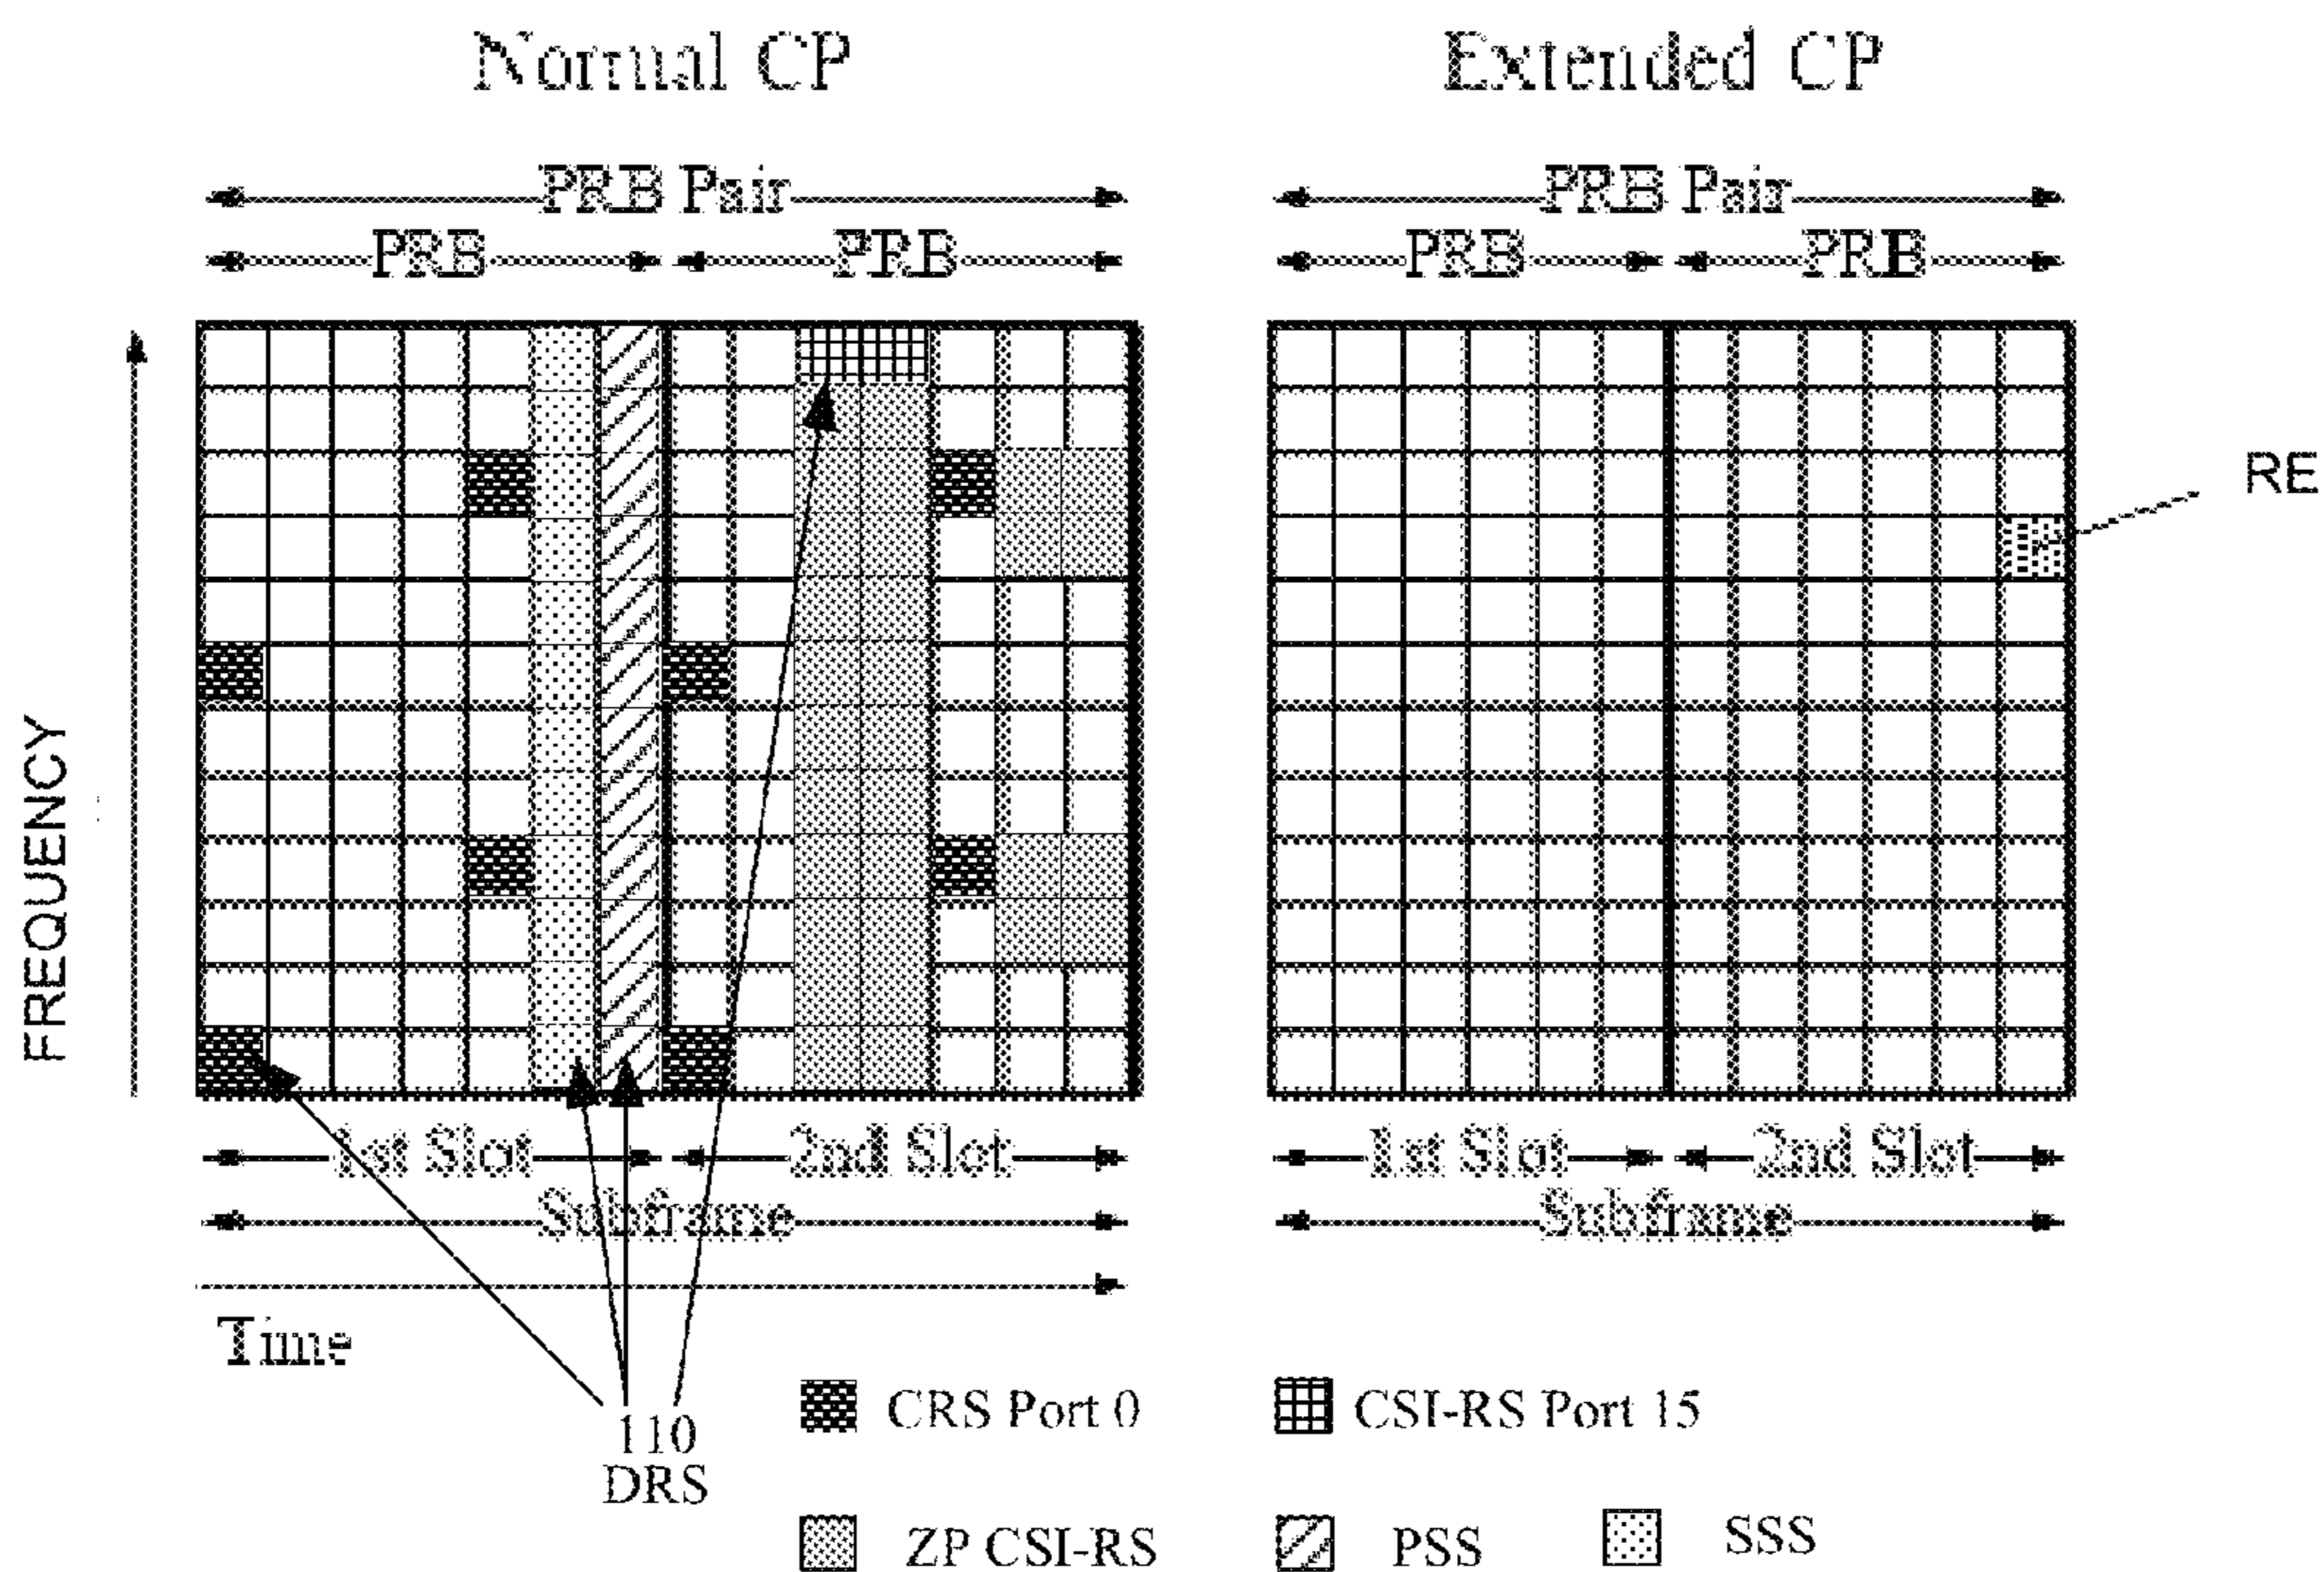 Normal CP
Extended CP
PRB Pair
PRB Pair
PRB
PRB
PRB
PRB
RE
FREQUENCY
1st Slot
2nd Slot
1st Slot
2nd Slot
Subframe
Subframe
Time
110
DRS
CRS Port 0
CSI-RS Port 15
ZP CSI-RS
PSS
SSS